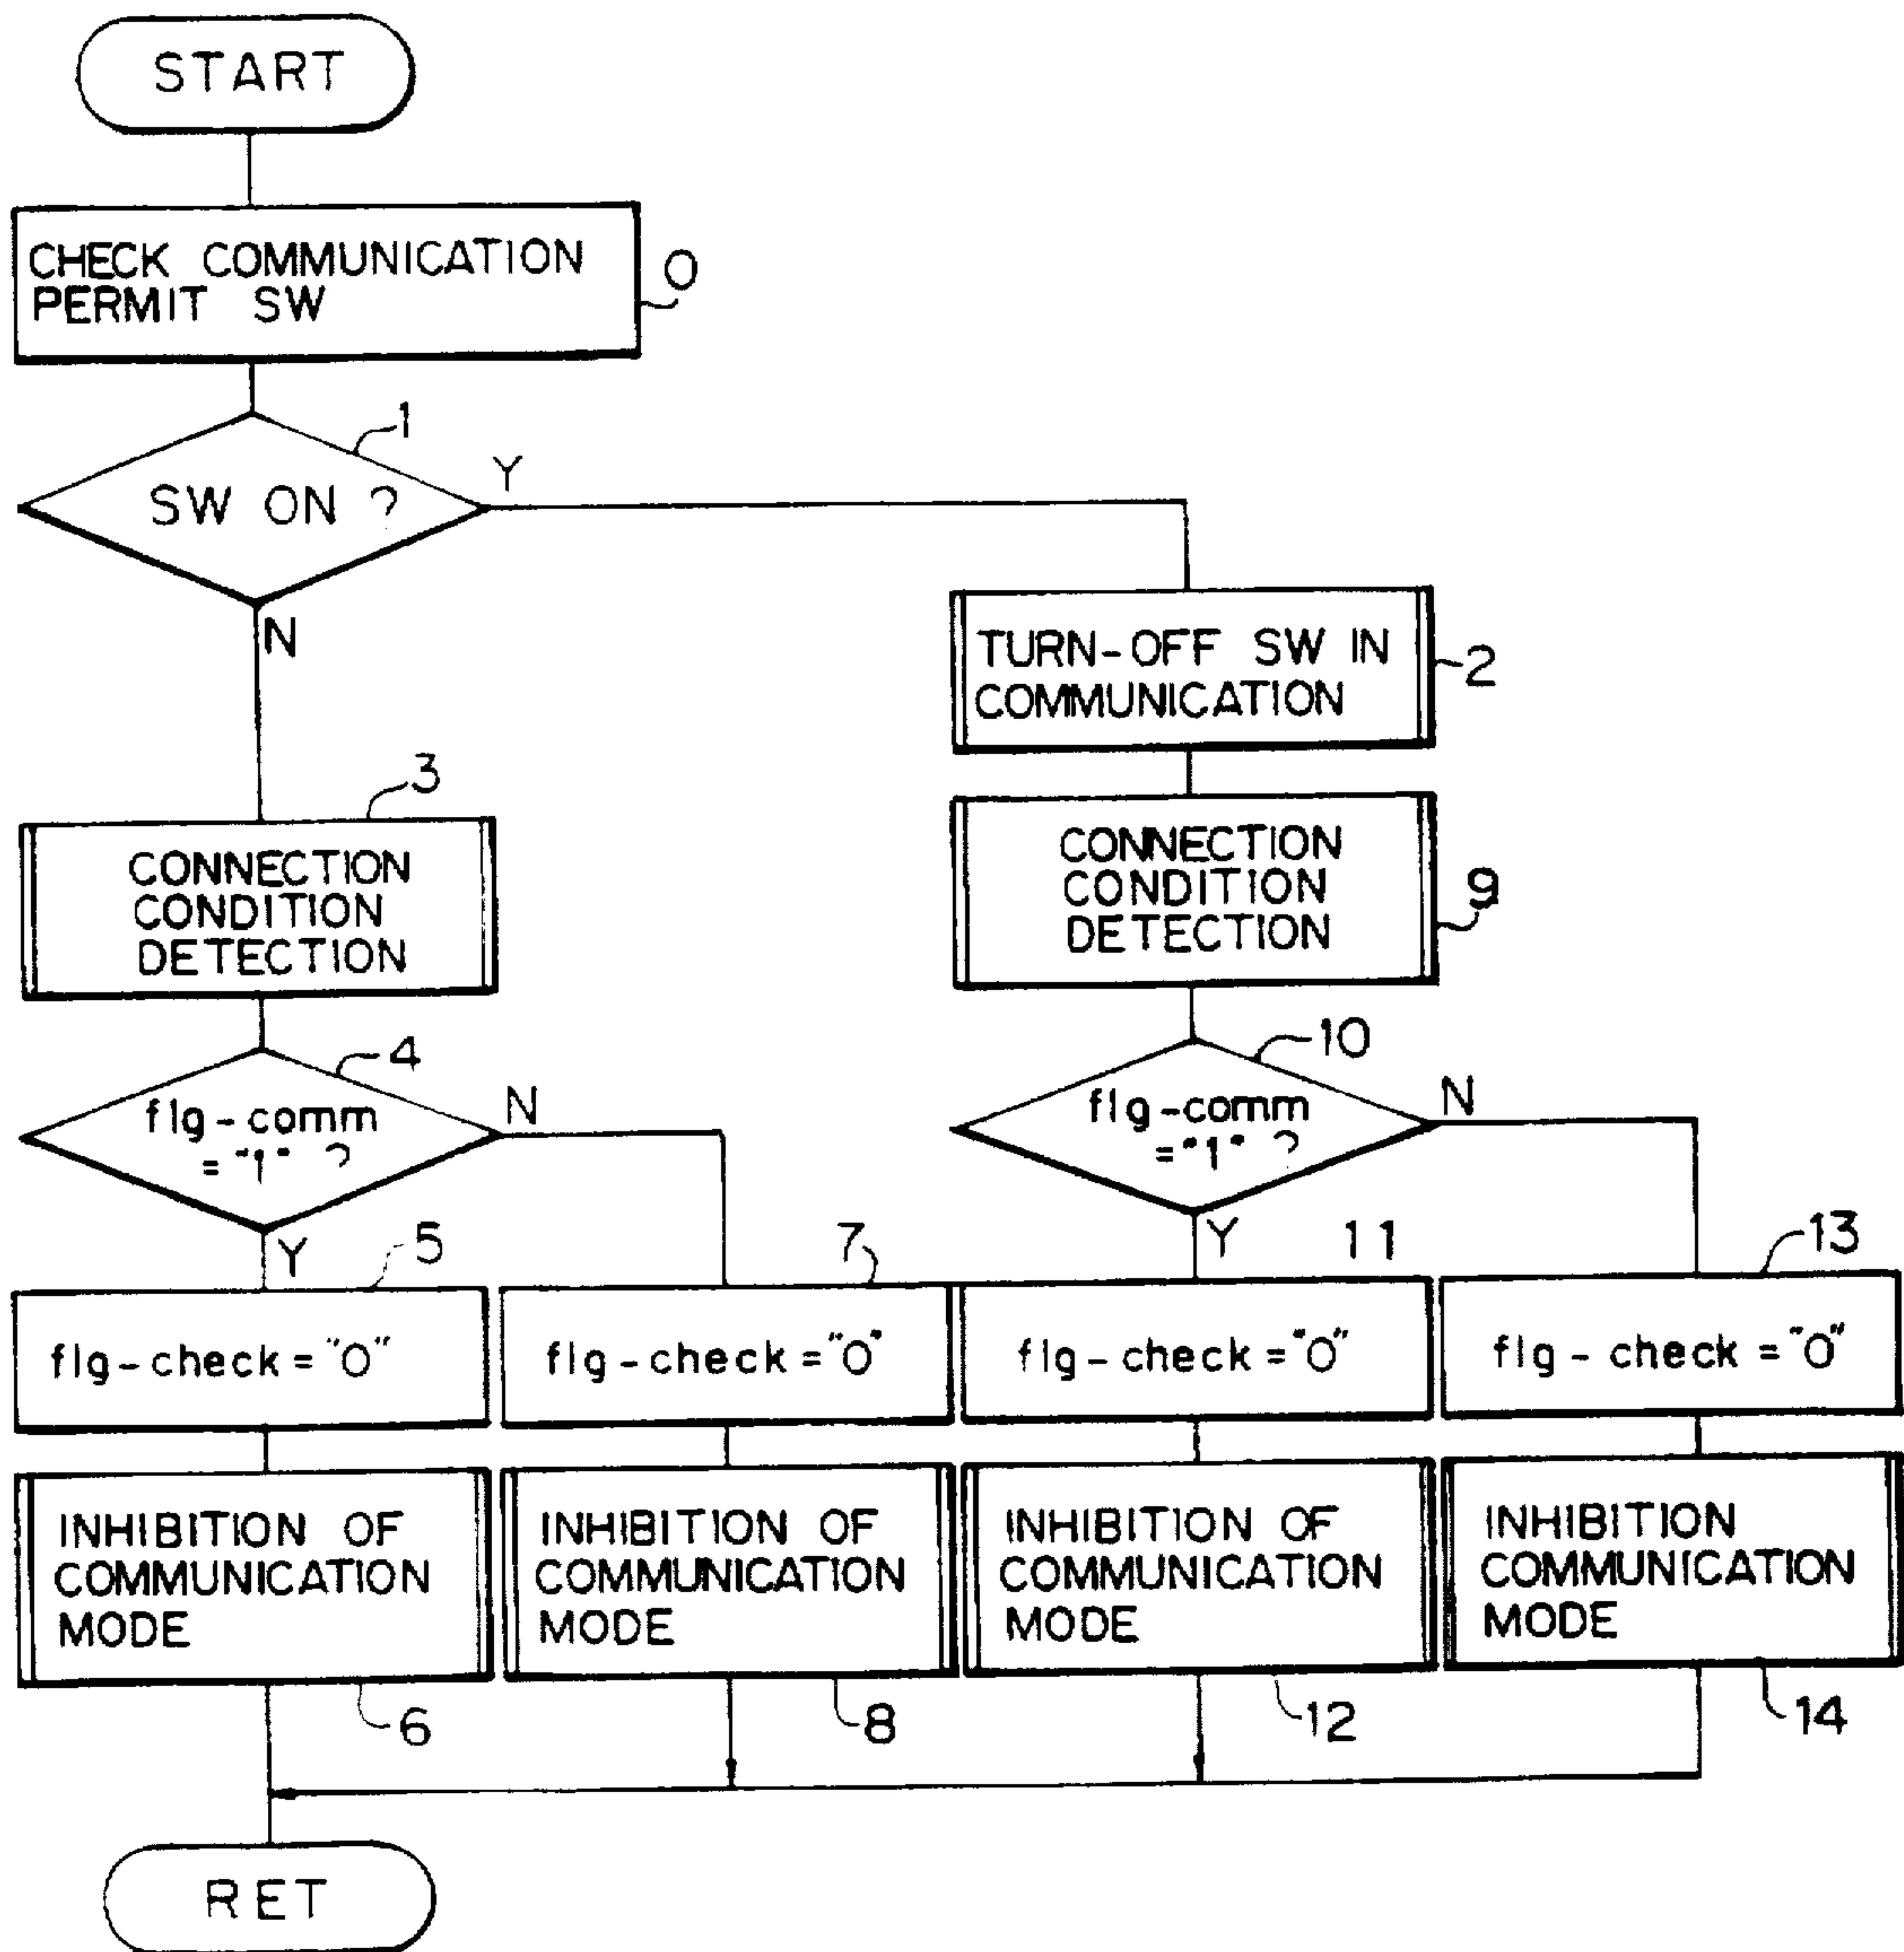 START
CHECK COMMUNICATION
PERMIT SW
0
1
SW ON ?
Y
N
TURN-OFF SW IN
COMMUNICATION
2
3
CONNECTION
CONDITION
DETECTION
CONNECTION
CONDITION
DETECTION
9
4
flg-comm
="1" ?
N
Y
10
flg-comm
="1" ?
N
Y
5
flg-check="0"
7
flg-check="0"
11
flg-check="0"
13
flg-check="0"
INHIBITION OF
COMMUNICATION
MODE
6
INHIBITION OF
COMMUNICATION
MODE
8
INHIBITION OF
COMMUNICATION
MODE
12
INHIBITION
COMMUNICATION
MODE
14
RET